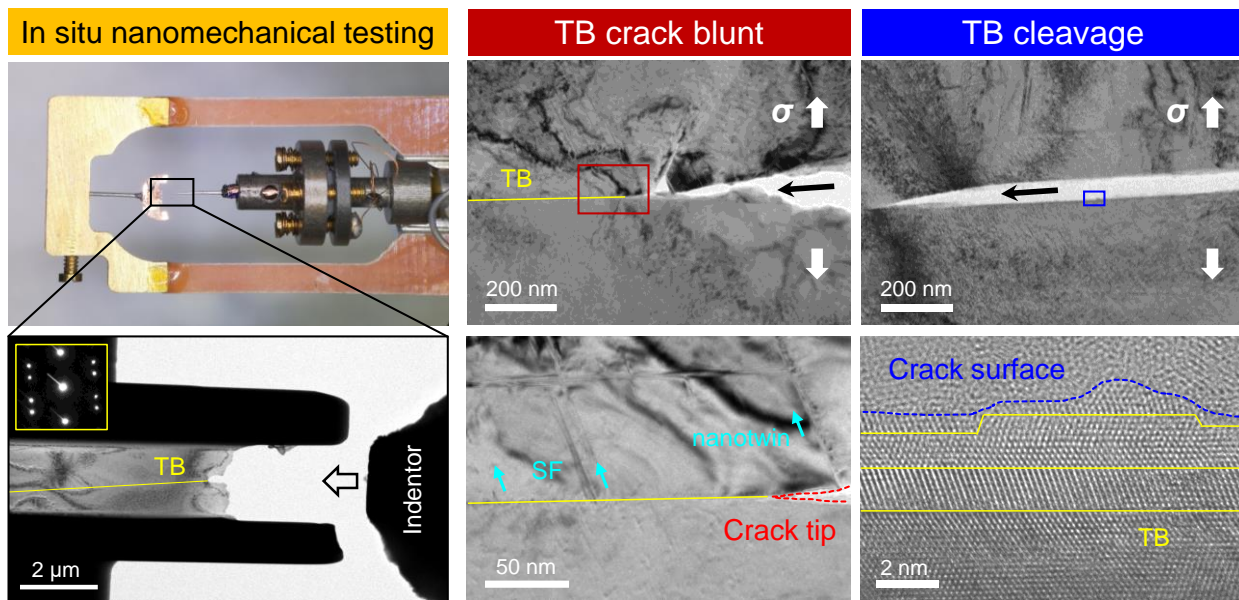 In situ nanomechanical testing
TB crack blunt
TB cleavage
σ
TB
200 nm
σ
200 nm
TB
Indentor
2 μm
nanotwin
SF
Crack tip
50 nm
Crack surface
TB
2 nm